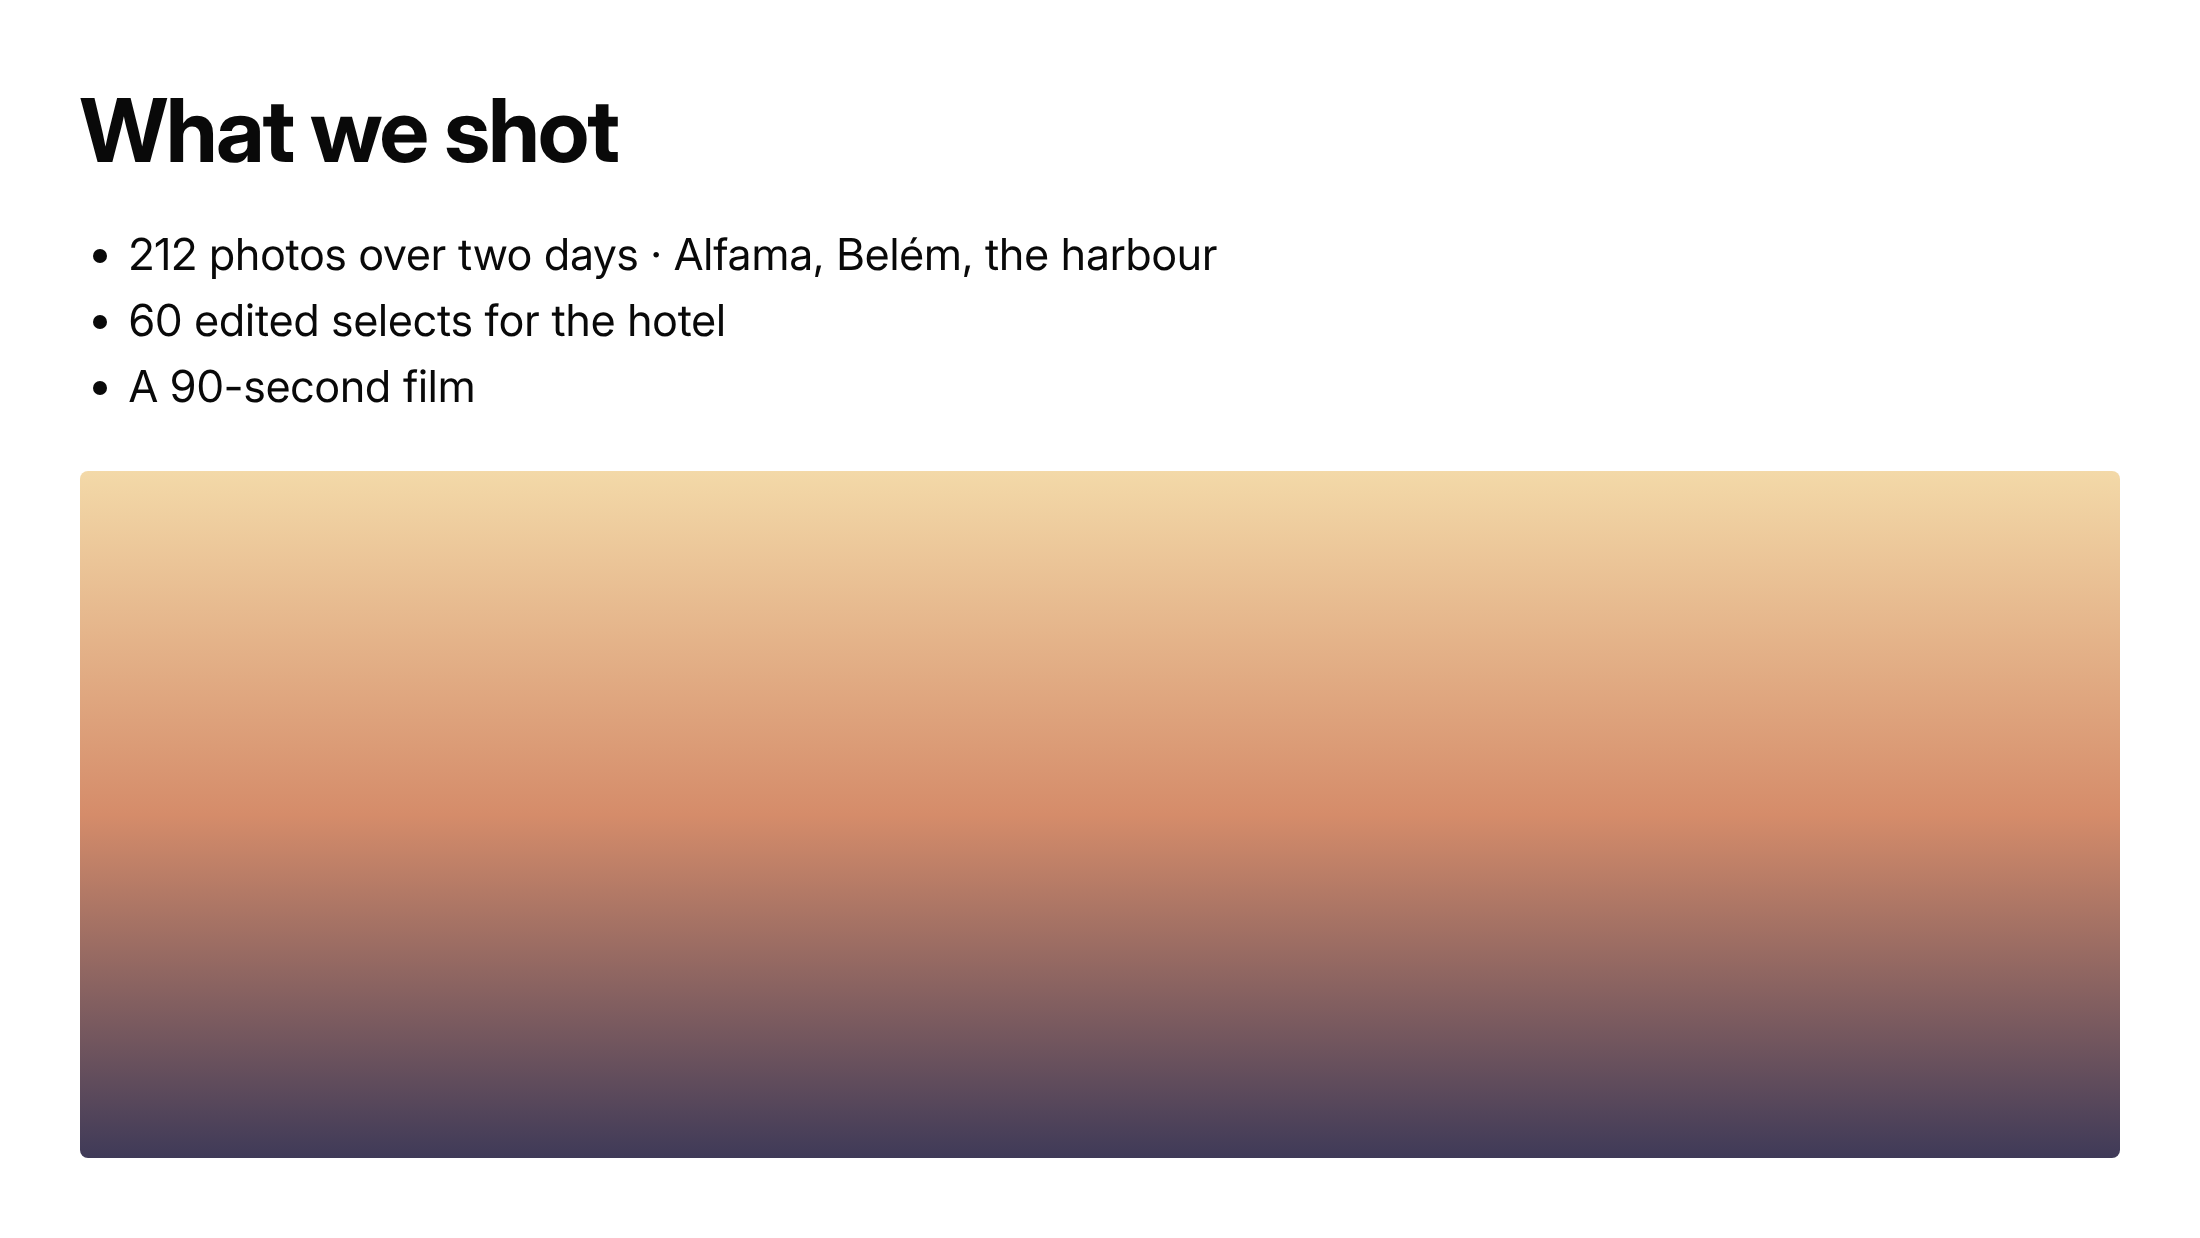 What we shot
• 212 photos over two days · Alfama, Belém, the harbour
• 60 edited selects for the hotel
• A 90-second film